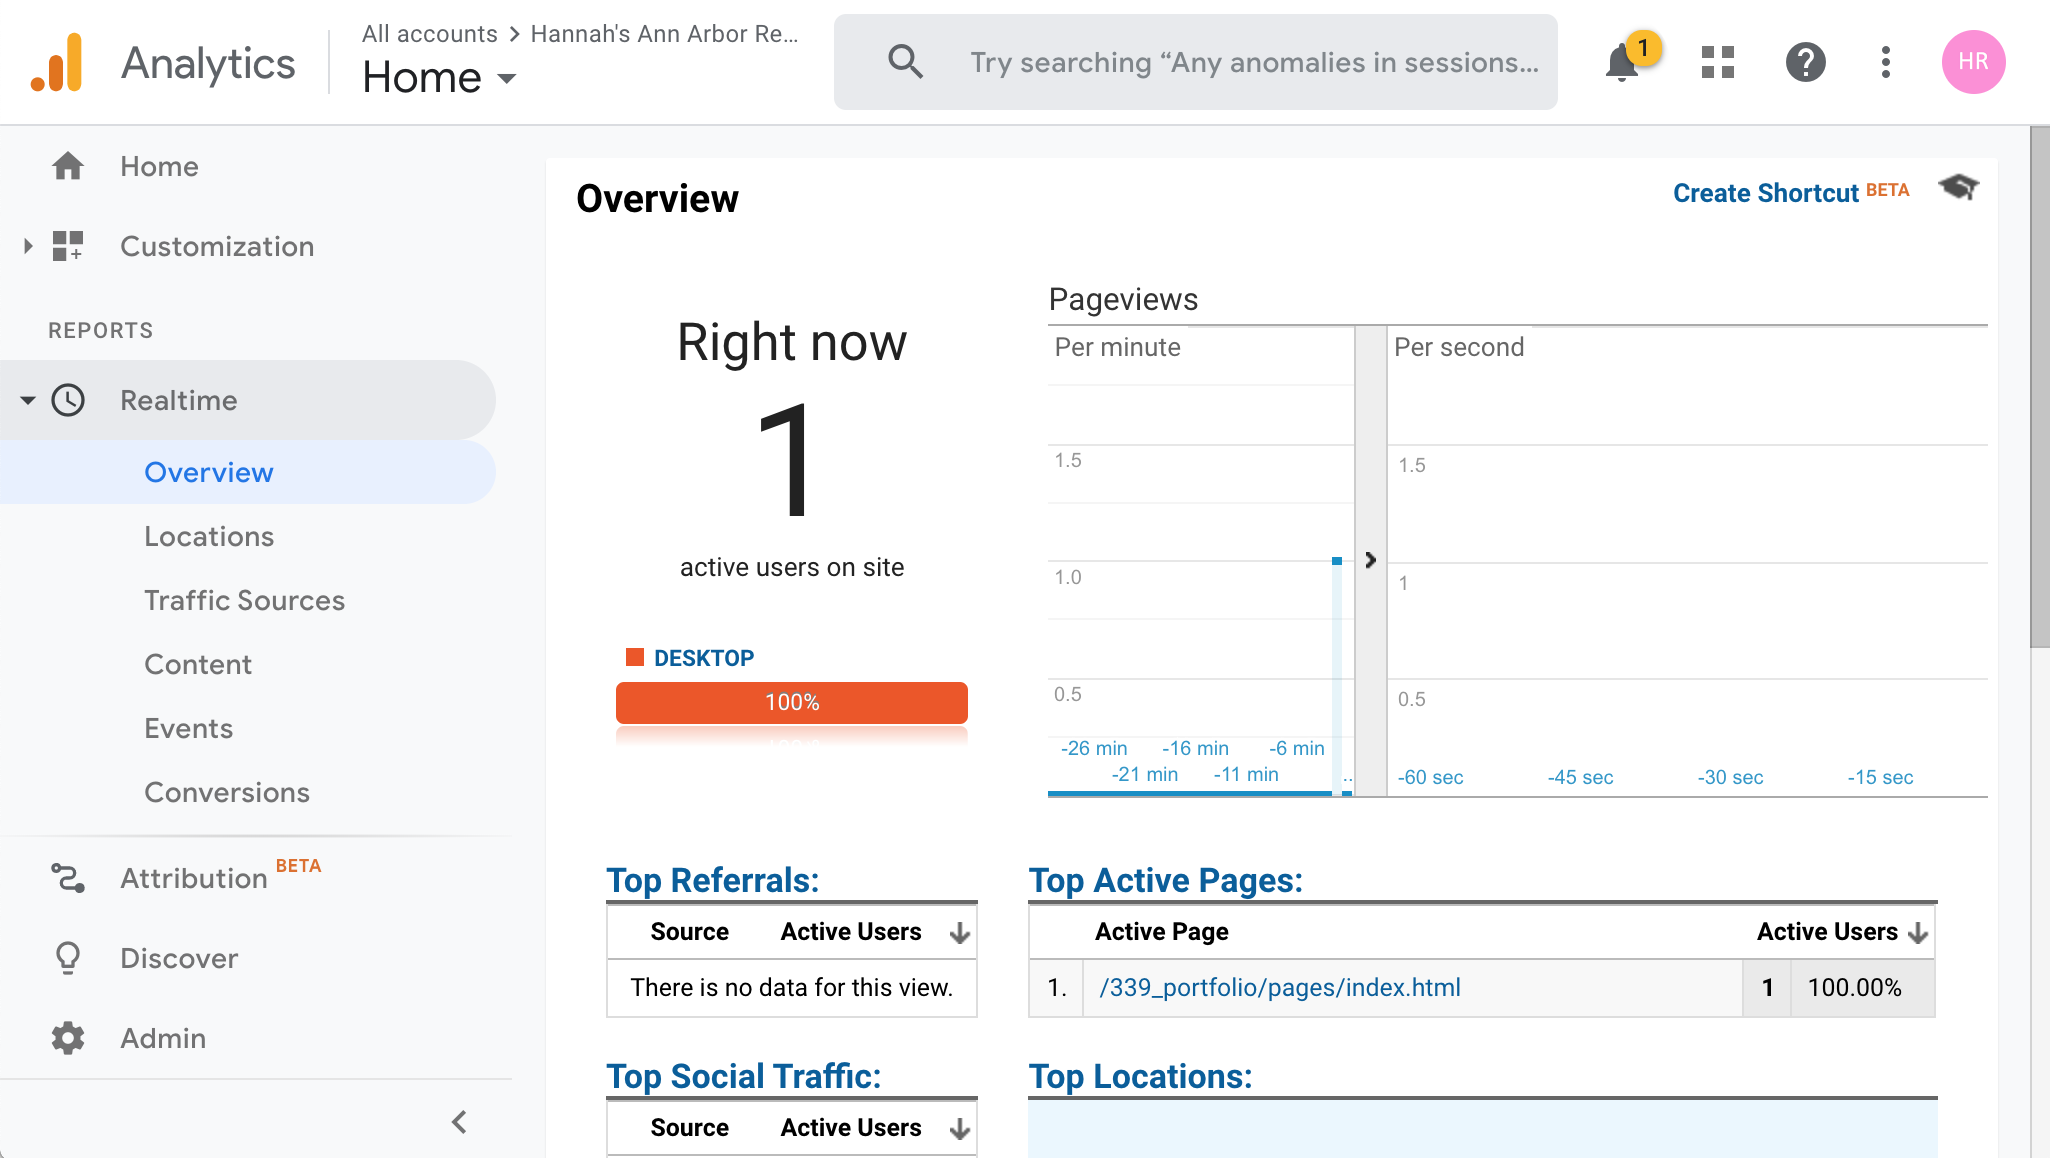 Analytics
All accounts > Hannah's Ann Arbor Re...
Home
Try searching “Any anomalies in sessions...
1
HR
Home
Customization
REPORTS
Realtime
Overview
Locations
Traffic Sources
Content
Events
Conversions
Attribution BETA
Discover
Admin
Overview
Create Shortcut BETA
Right now
1
active users on site
DESKTOP
100%
Pageviews
Per minute
1.5
1.0
0.5
-26 min -16 min -6 min
-21 min -11 min ..
Per second
1.5
1
0.5
-60 sec -45 sec -30 sec -15 sec
Top Referrals:
Source Active Users
There is no data for this view.
Top Active Pages:
Active Page Active Users
1. /339_portfolio/pages/index.html 1 100.00%
Top Social Traffic:
Source Active Users
Top Locations: